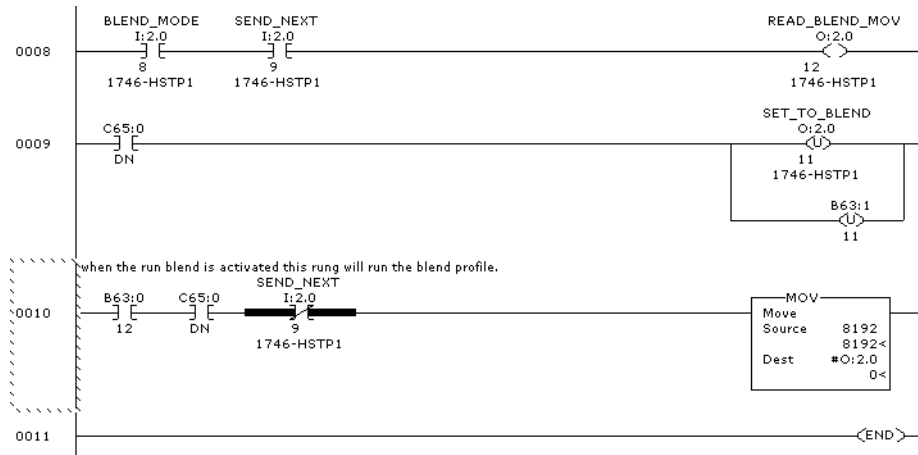 BLEND_MODE SEND_NEXT READ_BLEND_MOV
I:2.0 I:2.0 O:2.0
0008
8 9 12
1746-HSTP1 1746-HSTP1 1746-HSTP1
SET_TO_BLEND
C65:0 O:2.0
0009 U
DN 11
1746-HSTP1
B63:1
U
11
when the run blend is activated this rung will run the blend profile.
SEND_NEXT
B63:0 C65:0 I:2.0 MOV
0010 Move
12 DN 9 Source 8192
1746-HSTP1 8192<
Dest #O:2.0
0<
0011 END